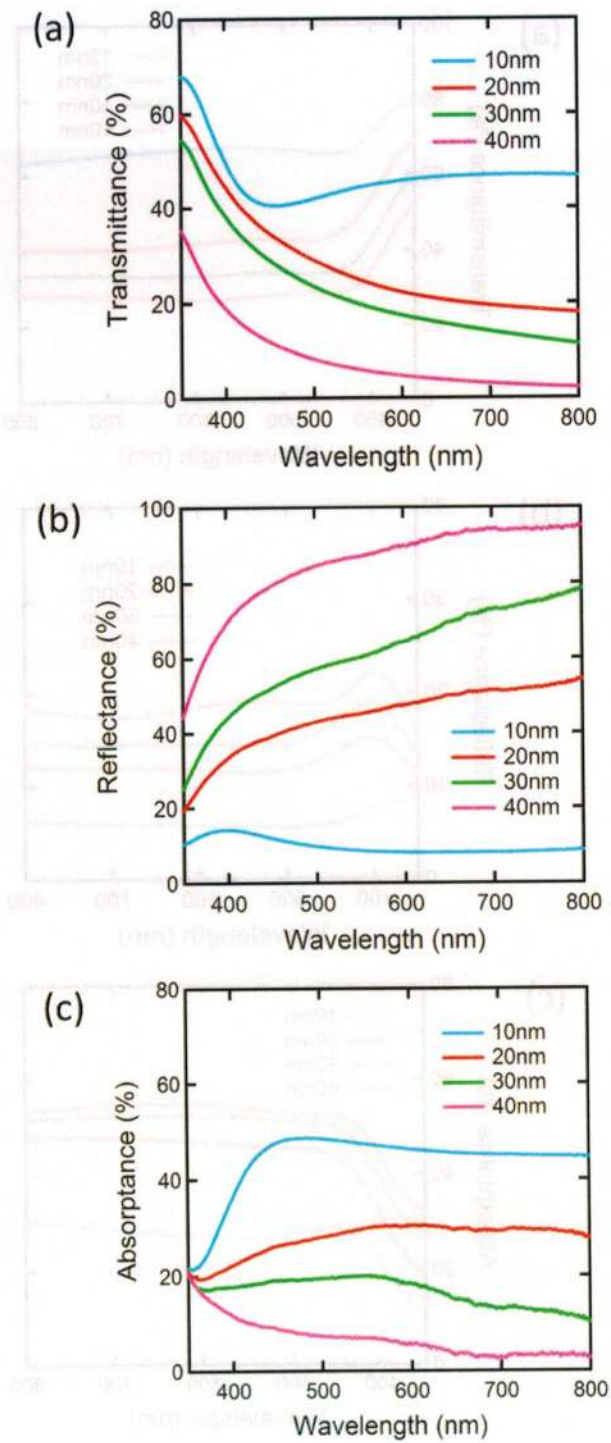 (a)
80
60
40
20
0
Transmittance (%)
10nm
20nm
30nm
40nm
400 500 600 700 800
Wavelength (nm)
(b)
100
80
60
40
20
0
Reflectance (%)
10nm
20nm
30nm
40nm
400 500 600 700 800
Wavelength (nm)
(c)
80
60
40
20
0
Absorptance (%)
10nm
20nm
30nm
40nm
400 500 600 700 800
Wavelength (nm)